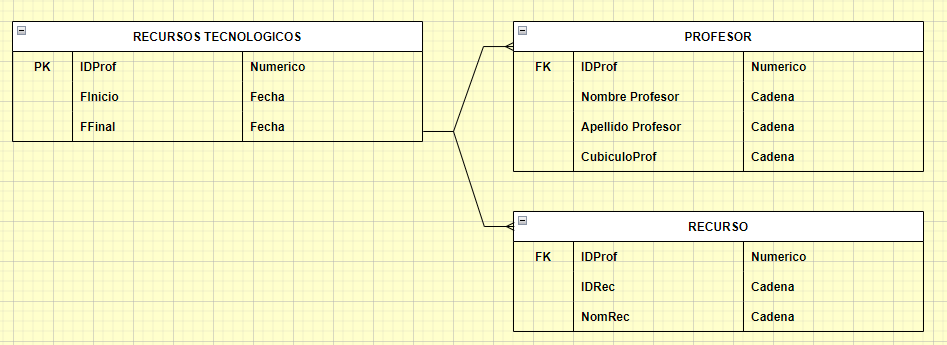 RECURSOS TECNOLOGICOS
PK IDProf Numerico
FInicio Fecha
FFinal Fecha
PROFESOR
FK IDProf Numerico
Nombre Profesor Cadena
Apellido Profesor Cadena
CubiculoProf Cadena
RECURSO
FK IDProf Numerico
IDRec Cadena
NomRec Cadena